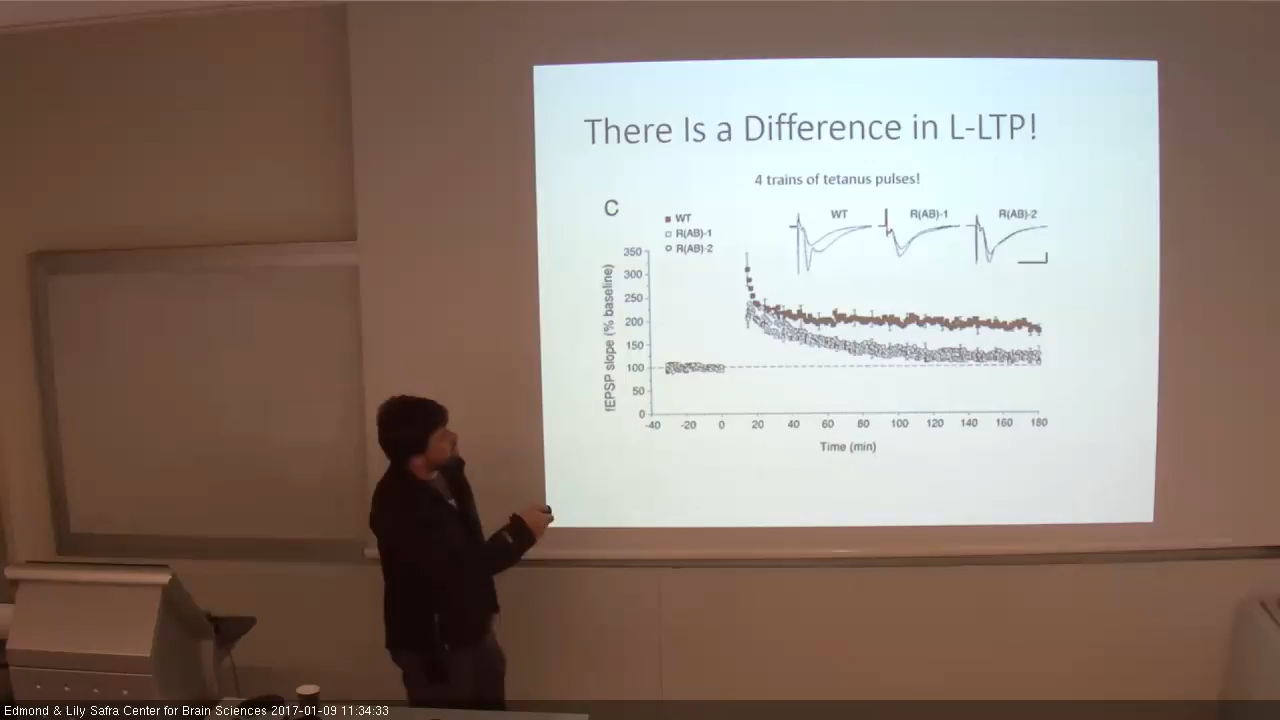 There Is a Difference in L-LTP!
4 trains of tetanus pulses!
C
WT
R(AB)-1
R(AB)-2
WT
R(AB)-1
R(AB)-2
fEPSP slope (% baseline)
350
300
250
200
150
100
50
0
-40 -20 0 20 40 60 80 100 120 140 160 180
Time (min)
Edmond & Lily Safra Center for Brain Sciences 2017-01-09 11:34:33